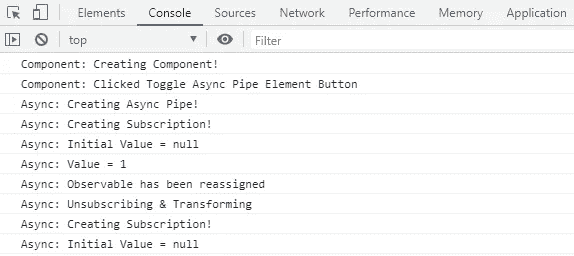 Elements Console Sources Network Performance Memory Application
top Filter
Component: Creating Component!
Component: Clicked Toggle Async Pipe Element Button
Async: Creating Async Pipe!
Async: Creating Subscription!
Async: Initial Value = null
Async: Value = 1
Async: Observable has been reassigned
Async: Unsubscribing & Transforming
Async: Creating Subscription!
Async: Initial Value = null